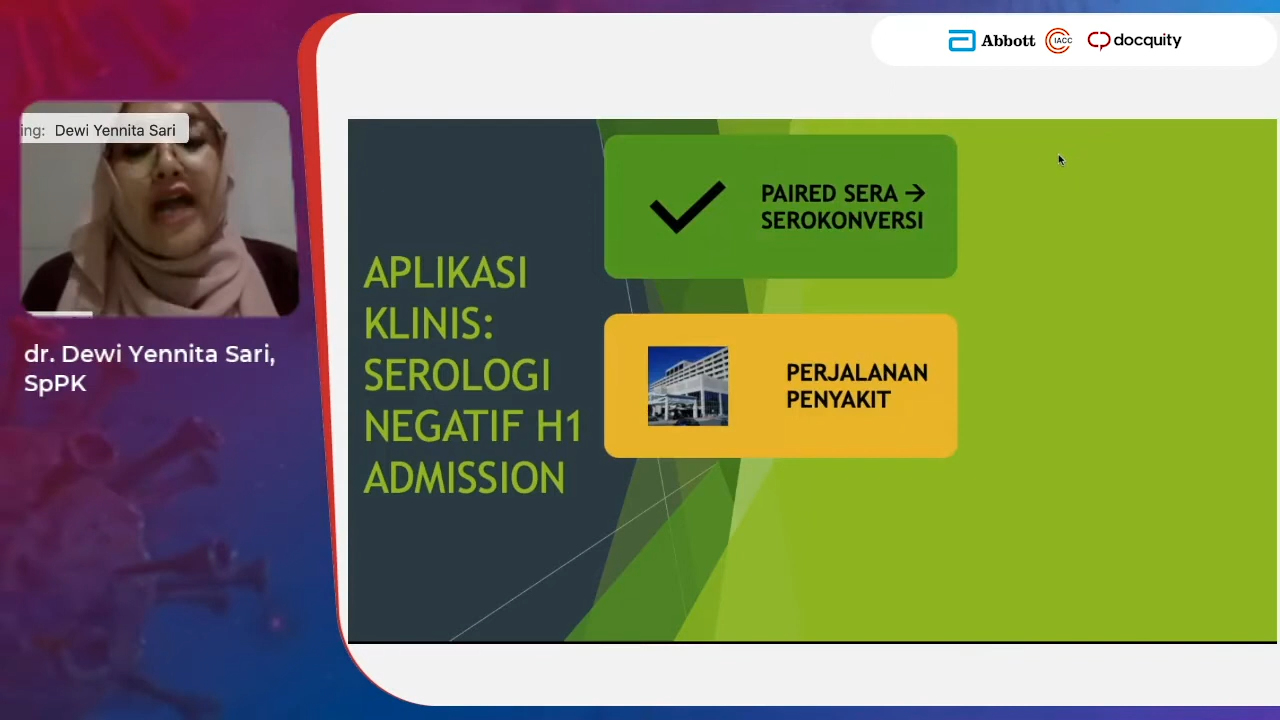 Abbott
IACC
docquity
ing: Dewi Yennita Sari
dr. Dewi Yennita Sari,
SpPK
APLIKASI
KLINIS:
SEROLOGI
NEGATIF H1
ADMISSION
PAIRED SERA →
SEROKONVERSI
PERJALANAN
PENYAKIT